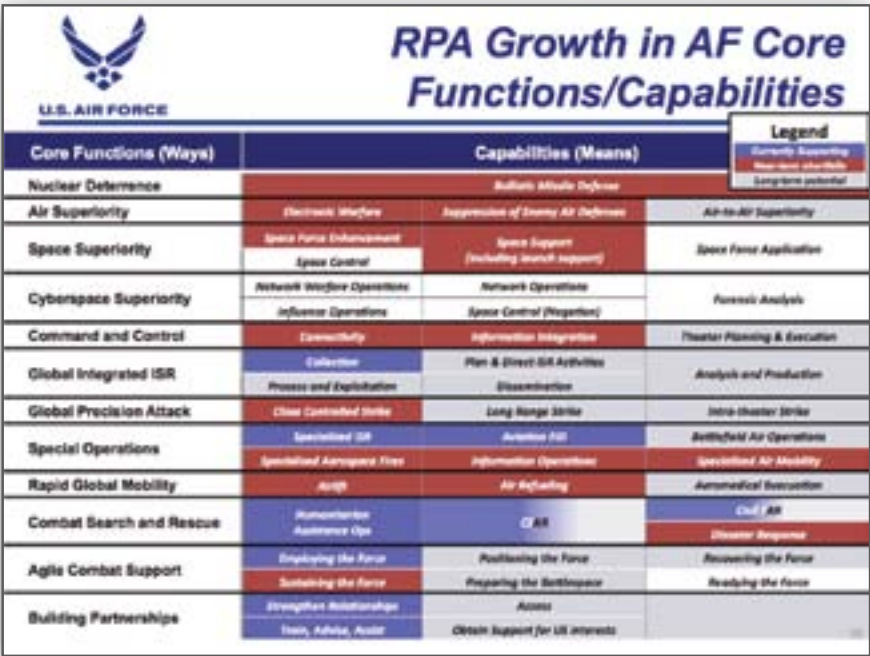 U.S. AIR FORCE
RPA Growth in AF Core
Functions/Capabilities
Legend
Currently Supporting
Near-term shortfalls
Long-term potential
Core Functions (Ways)
Capabilities (Means)
Nuclear Deterrence
Ballistic Missile Defense
Air Superiority
Electronic Warfare
Suppression of Enemy Air Defenses
Air-to-Air Superiority
Space Superiority
Space Force Enhancement
Space Control
Space Support
(including launch support)
Space Force Application
Cyberspace Superiority
Network Warfare Operations
Influence Operations
Network Operations
Space Control (Negation)
Forensic Analysis
Command and Control
Connectivity
Information Integration
Theater Planning & Execution
Global Integrated ISR
Collection
Process and Exploitation
Plan & Direct ISR Activities
Dissemination
Analysis and Production
Global Precision Attack
Close Controlled Strike
Long Range Strike
Intra-theater Strike
Special Operations
Specialized ISR
Specialized Aerospace Fires
Aviation FID
Information Operations
Battlefield Air Operations
Specialized Air Mobility
Rapid Global Mobility
Airlift
Air Refueling
Aeromedical Evacuation
Combat Search and Rescue
Humanitarian
Assistance Ops
CSAR
Civil SAR
Disaster Response
Agile Combat Support
Employing the Force
Sustaining the Force
Positioning the Force
Preparing the Battlespace
Recovering the Force
Readying the Force
Building Partnerships
Strengthen Relationships
Train, Advise, Assist
Access
Obtain Support for US interests